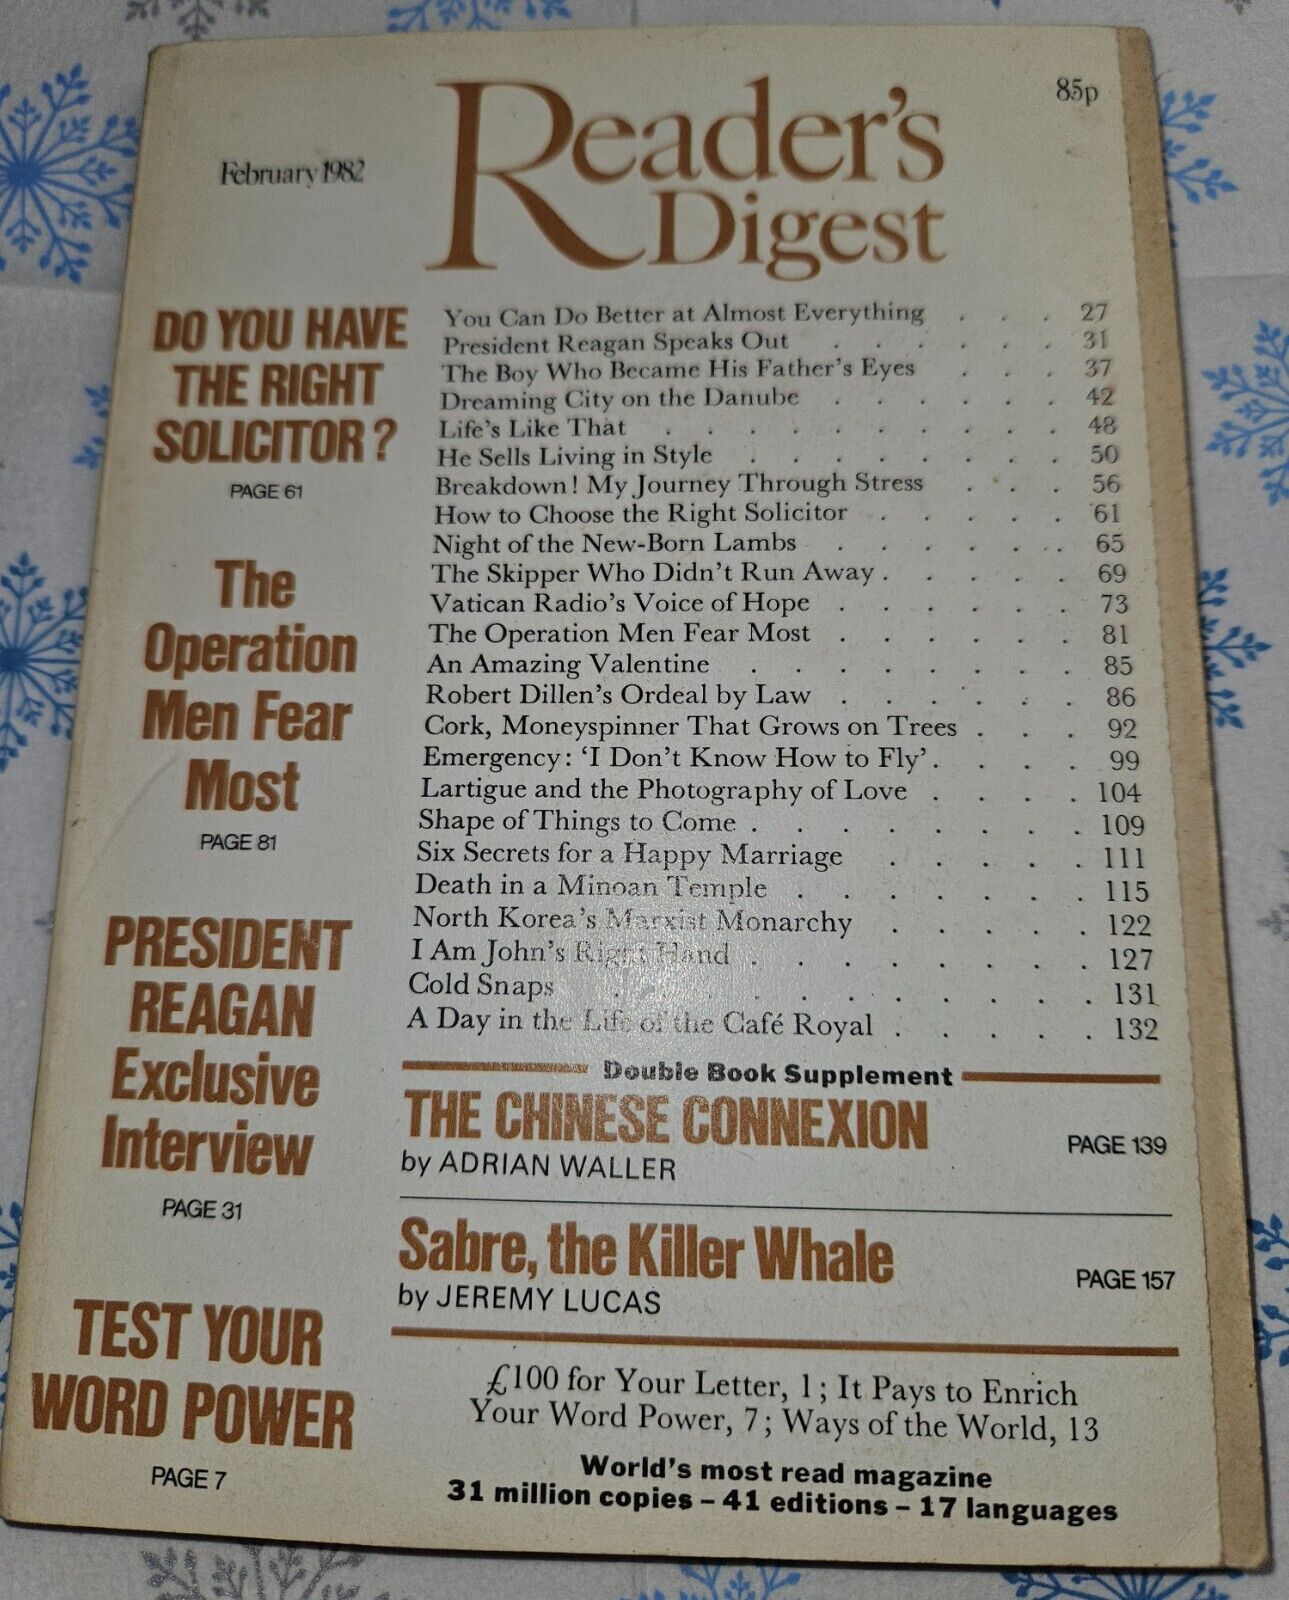 February 1982
Reader's
Digest
85p
DO YOU HAVE
THE RIGHT
SOLICITOR?
PAGE 61
The
Operation
Men Fear
Most
PAGE 81
PRESIDENT
REAGAN
Exclusive
Interview
PAGE 31
TEST YOUR
WORD POWER
PAGE 7
You Can Do Better at Almost Everything . . . 27
President Reagan Speaks Out . . . . . . 31
The Boy Who Became His Father's Eyes . . . 37
Dreaming City on the Danube . . . . . . 42
Life's Like That . . . . . . . . . . 48
He Sells Living in Style . . . . . . . . 50
Breakdown! My Journey Through Stress . . . 56
How to Choose the Right Solicitor . . . . . 61
Night of the New-Born Lambs . . . . . . 65
The Skipper Who Didn't Run Away . . . . . 69
Vatican Radio's Voice of Hope . . . . . . 73
The Operation Men Fear Most . . . . . . 81
An Amazing Valentine . . . . . . . . 85
Robert Dillen's Ordeal by Law . . . . . . 86
Cork, Moneyspinner That Grows on Trees . . . 92
Emergency: 'I Don't Know How to Fly' . . . . 99
Lartigue and the Photography of Love . . . . 104
Shape of Things to Come . . . . . . . . 109
Six Secrets for a Happy Marriage . . . . . 111
Death in a Minoan Temple . . . . . . . 115
North Korea's Marxist Monarchy . . . . . 122
I Am John's Right Hand . . . . . . . . 127
Cold Snaps . . . . . . . . . . 131
A Day in the Life of the Café Royal . . . . . 132
Double Book Supplement
THE CHINESE CONNEXION
by ADRIAN WALLER
PAGE 139
Sabre, the Killer Whale
by JEREMY LUCAS
PAGE 157
£100 for Your Letter, 1; It Pays to Enrich
Your Word Power, 7; Ways of the World, 13
World's most read magazine
31 million copies – 41 editions – 17 languages